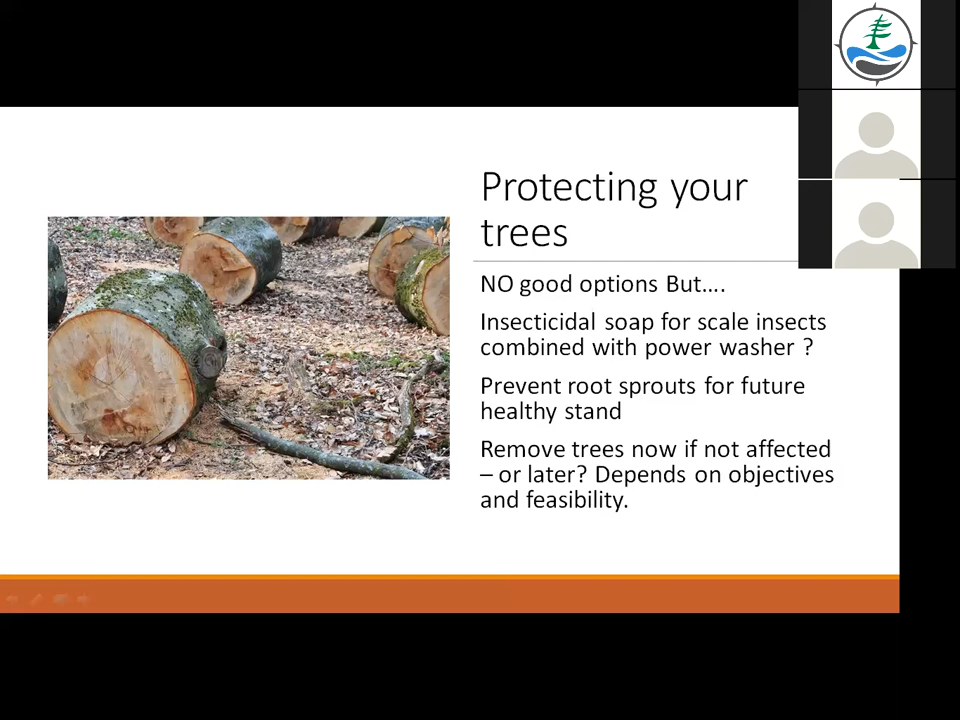 Protecting your
trees
NO good options But….
Insecticidal soap for scale insects
combined with power washer ?
Prevent root sprouts for future
healthy stand
Remove trees now if not affected
– or later? Depends on objectives
and feasibility.